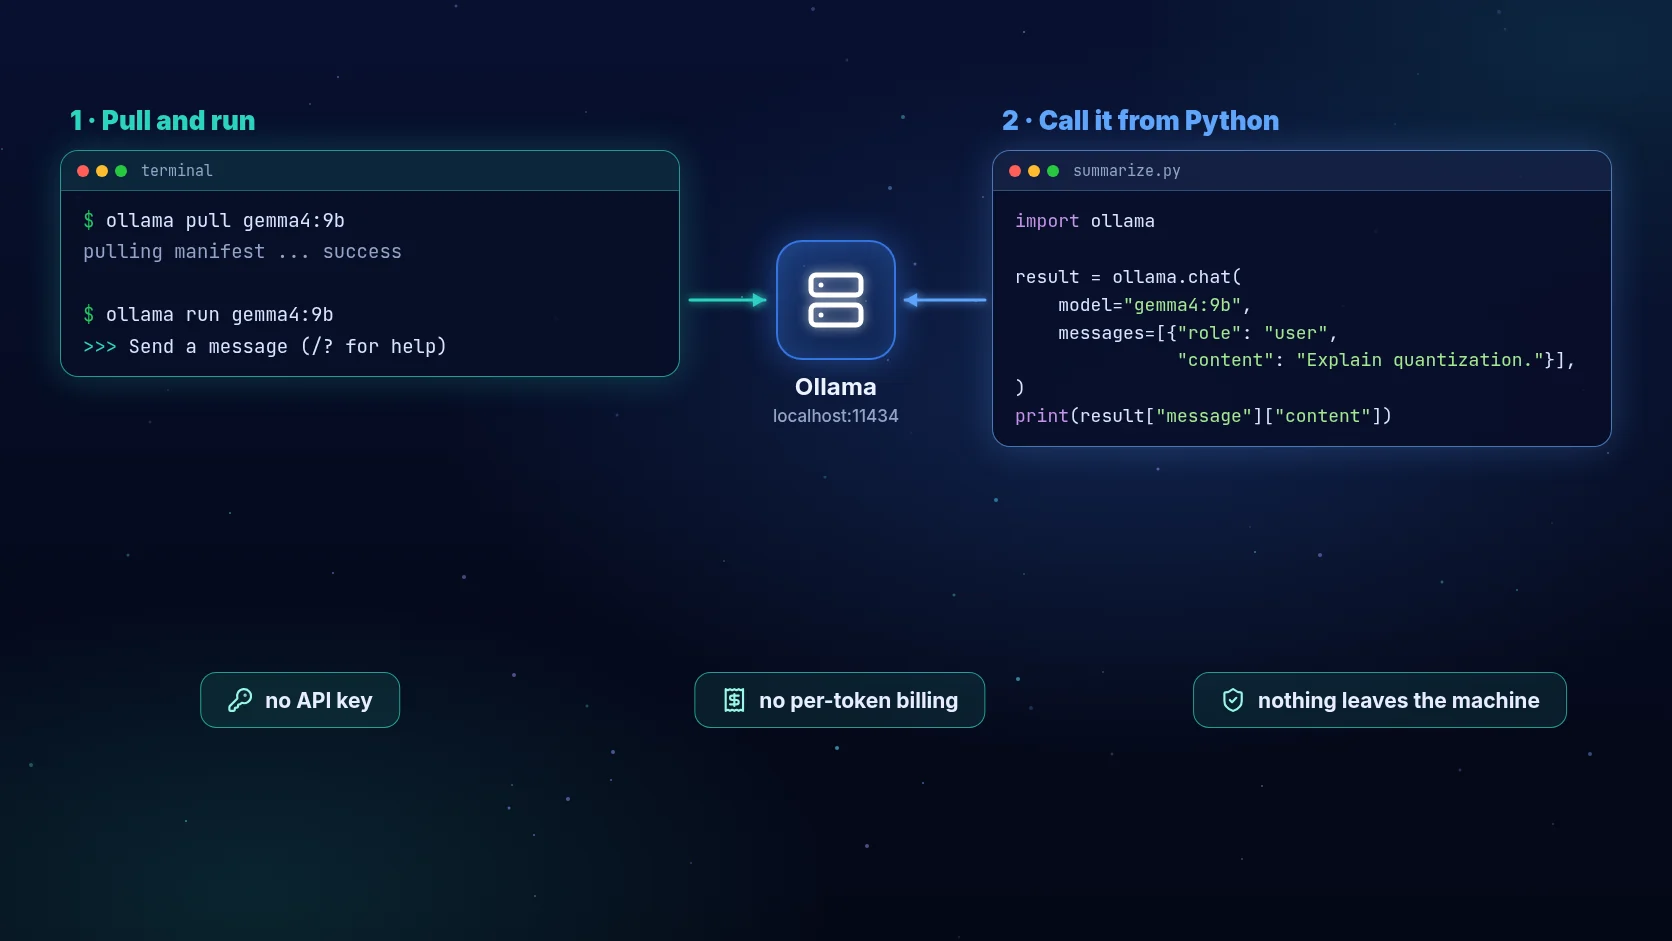 1 · Pull and run
terminal
$ ollama pull gemma4:9b
pulling manifest ... success
$ ollama run gemma4:9b
>>> Send a message (/? for help)
Ollama
localhost:11434
2 · Call it from Python
summarize.py
import ollama
result = ollama.chat(
    model="gemma4:9b",
    messages=[{"role": "user",
               "content": "Explain quantization."}],
)
print(result["message"]["content"])
no API key
no per-token billing
nothing leaves the machine